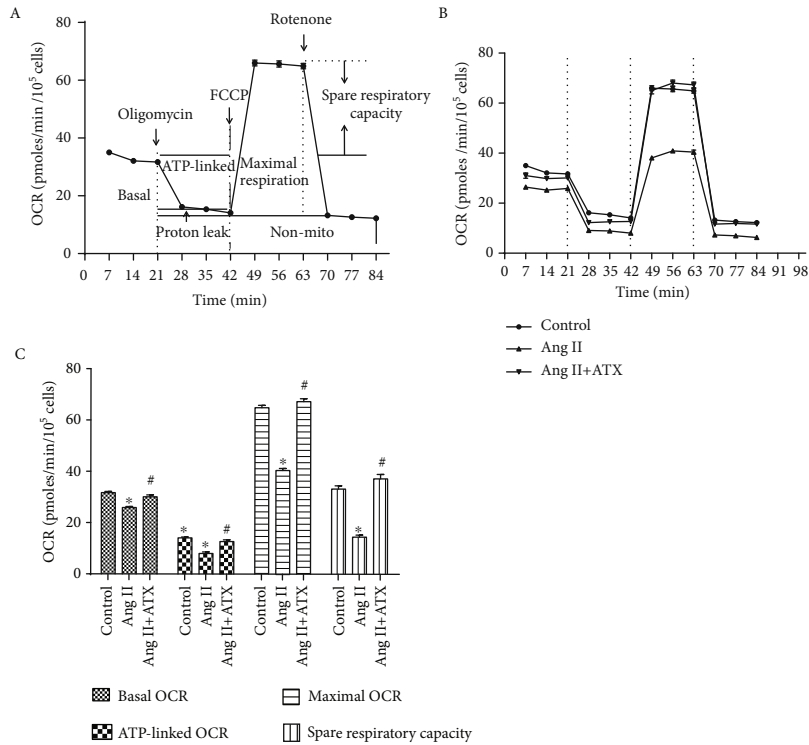 A
OCR (pmoles/min /10⁵ cells)
80
60
40
20
0
Oligomycin
FCCP
Rotenone
Spare respiratory
capacity
ATP-linked
Maximal
respiration
Basal
Proton leak
Non-mito
0 7 14 21 28 35 42 49 56 63 70 77 84
Time (min)
B
OCR (pmoles /min/10⁵ cells)
80
60
40
20
0
0 7 14 21 28 35 42 49 56 63 70 77 84 91 98
Time (min)
Control
Ang II
Ang II+ATX
C
OCR (pmoles/min/10⁵ cells)
80
60
40
20
0
* #
* * #
* #
* #
Control Ang II Ang II+ATX Control Ang II Ang II+ATX Control Ang II Ang II+ATX Control Ang II Ang II+ATX
Basal OCR
ATP-linked OCR
Maximal OCR
Spare respiratory capacity